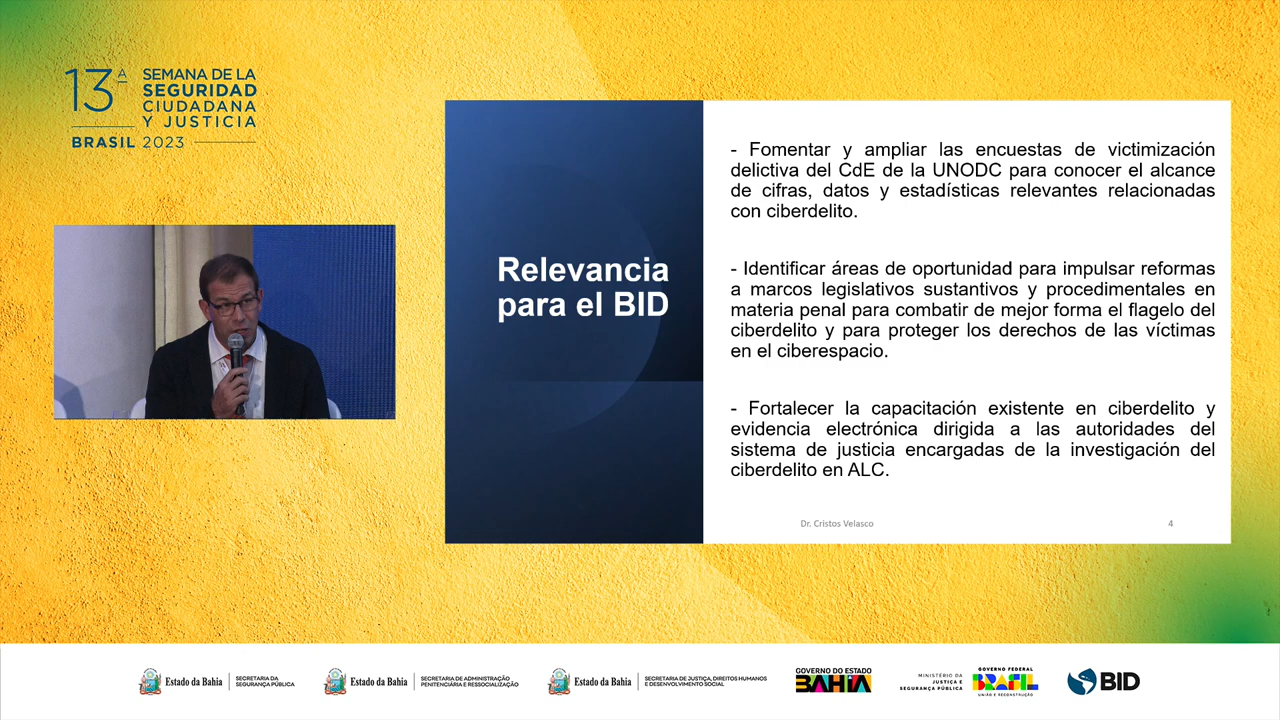 13ª
SEMANA DE LA
SEGURIDAD
CIUDADANA
Y JUSTICIA
BRASIL 2023
Relevancia
para el BID
- Fomentar y ampliar las encuestas de victimización
delictiva del CdE de la UNODC para conocer el alcance
de cifras, datos y estadísticas relevantes relacionadas
con ciberdelito.
- Identificar áreas de oportunidad para impulsar reformas
a marcos legislativos sustantivos y procedimentales en
materia penal para combatir de mejor forma el flagelo del
ciberdelito y para proteger los derechos de las víctimas
en el ciberespacio.
- Fortalecer la capacitación existente en ciberdelito y
evidencia electrónica dirigida a las autoridades del
sistema de justicia encargadas de la investigación del
ciberdelito en ALC.
Dr. Cristos Velasco
4
Estado da Bahia
SECRETARIA DA
SEGURANÇA PÚBLICA
Estado da Bahia
SECRETARIA DE ADMINISTRAÇÃO
PENITENCIÁRIA E RESSOCIALIZAÇÃO
Estado da Bahia
SECRETARIA DE JUSTIÇA, DIREITOS HUMANOS
E DESENVOLVIMENTO SOCIAL
GOVERNO DO ESTADO
BAHIA
MINISTÉRIO DA
JUSTIÇA E
SEGURANÇA PÚBLICA
GOVERNO FEDERAL
BRASIL
UNIÃO E RECONSTRUÇÃO
BID